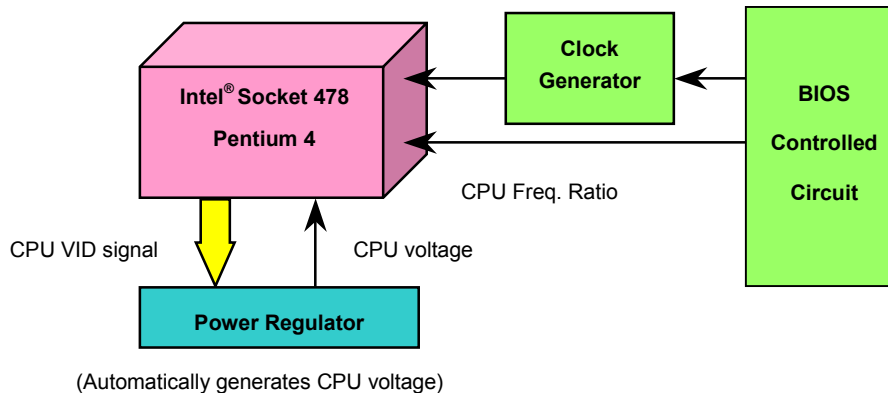 Intel® Socket 478
Pentium 4
Clock
Generator
BIOS
Controlled
Circuit
CPU Freq. Ratio
CPU VID signal
CPU voltage
Power Regulator
(Automatically generates CPU voltage)